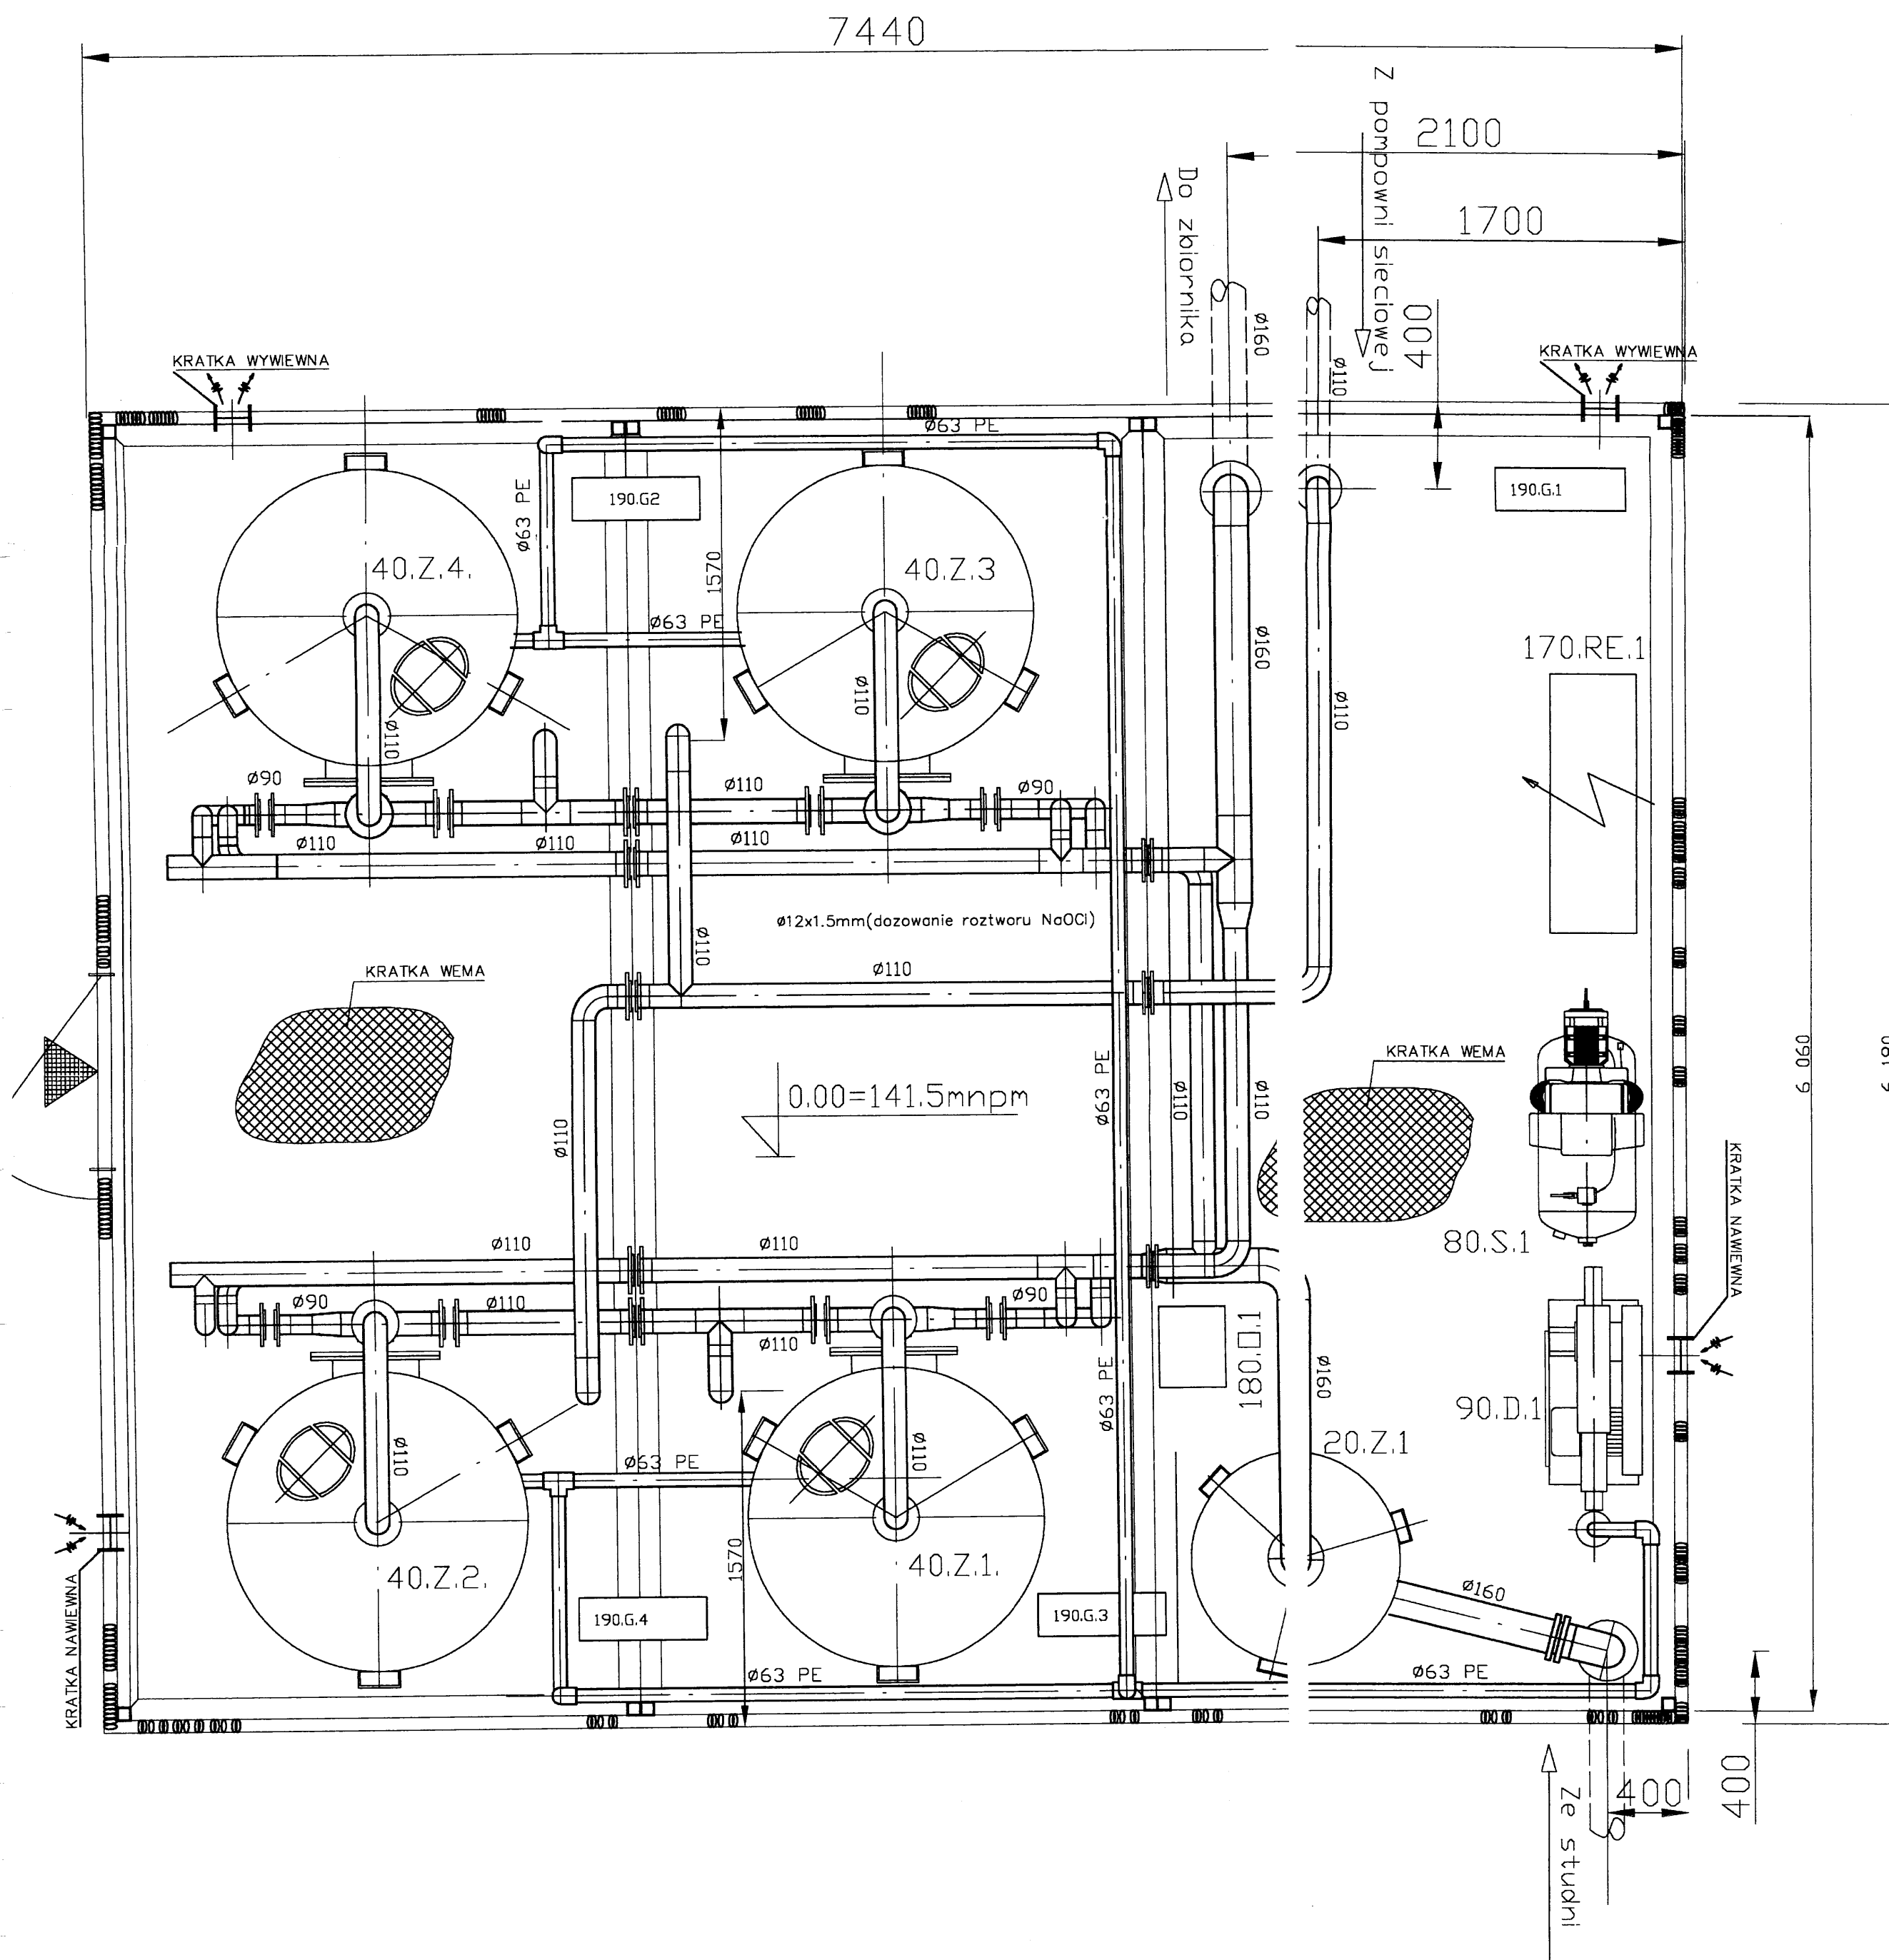 7440
2100
1700
400
Z pompowni sieciowej
Do zbiornika
ø160
ø110
KRATKA WYWIEWNA
KRATKA WYWIEWNA
ø63 PE
190.G2
190.G.1
ø63 PE
1570
40.Z.4.
40.Z.3
ø63 PE
ø160
170.RE.1
ø110
ø110
ø110
ø90
ø110
ø90
ø110
ø110
ø110
ø12x1.5mm(dozowanie roztworu NaOCl)
ø110
KRATKA WEMA
ø110
KRATKA WEMA
6 060
0.00=141.5mnpm
ø63 PE
ø110
ø110
ø110
KRATKA NAWIEWNA
80.S.1
ø110
ø110
ø90
ø110
ø90
ø110
180.D.1
ø160
ø63 PE
90.D.1
20.Z.1
ø110
ø110
ø63 PE
1570
40.Z.2.
40.Z.1.
ø160
190.G.4
190.G.3
KRATKA NAWIEWNA
ø63 PE
ø63 PE
400
400
Ze studni